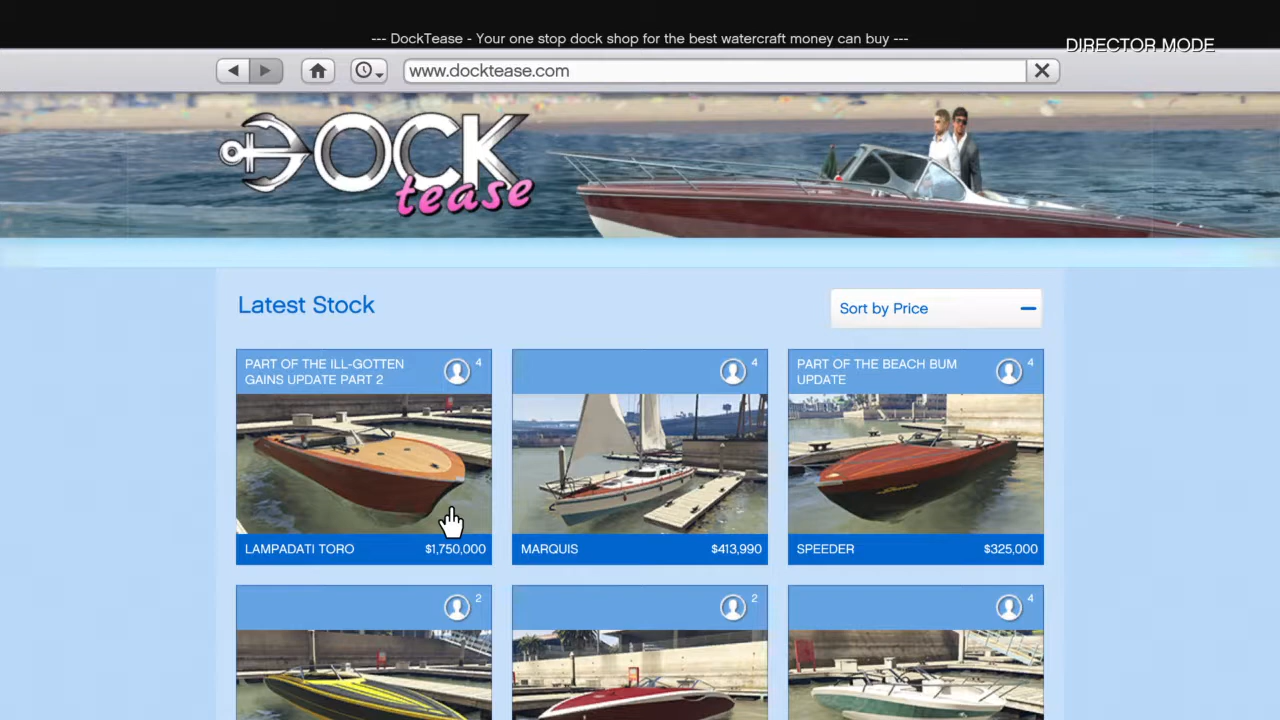 --- DockTease - Your one stop dock shop for the best watercraft money can buy ---
DIRECTOR MODE
www.docktease.com
DOCK
tease
Latest Stock
Sort by Price
PART OF THE ILL-GOTTEN
GAINS UPDATE PART 2
4
4
PART OF THE BEACH BUM
UPDATE
4
LAMPADATI TORO
$1,750,000
MARQUIS
$413,990
SPEEDER
$325,000
2
2
4